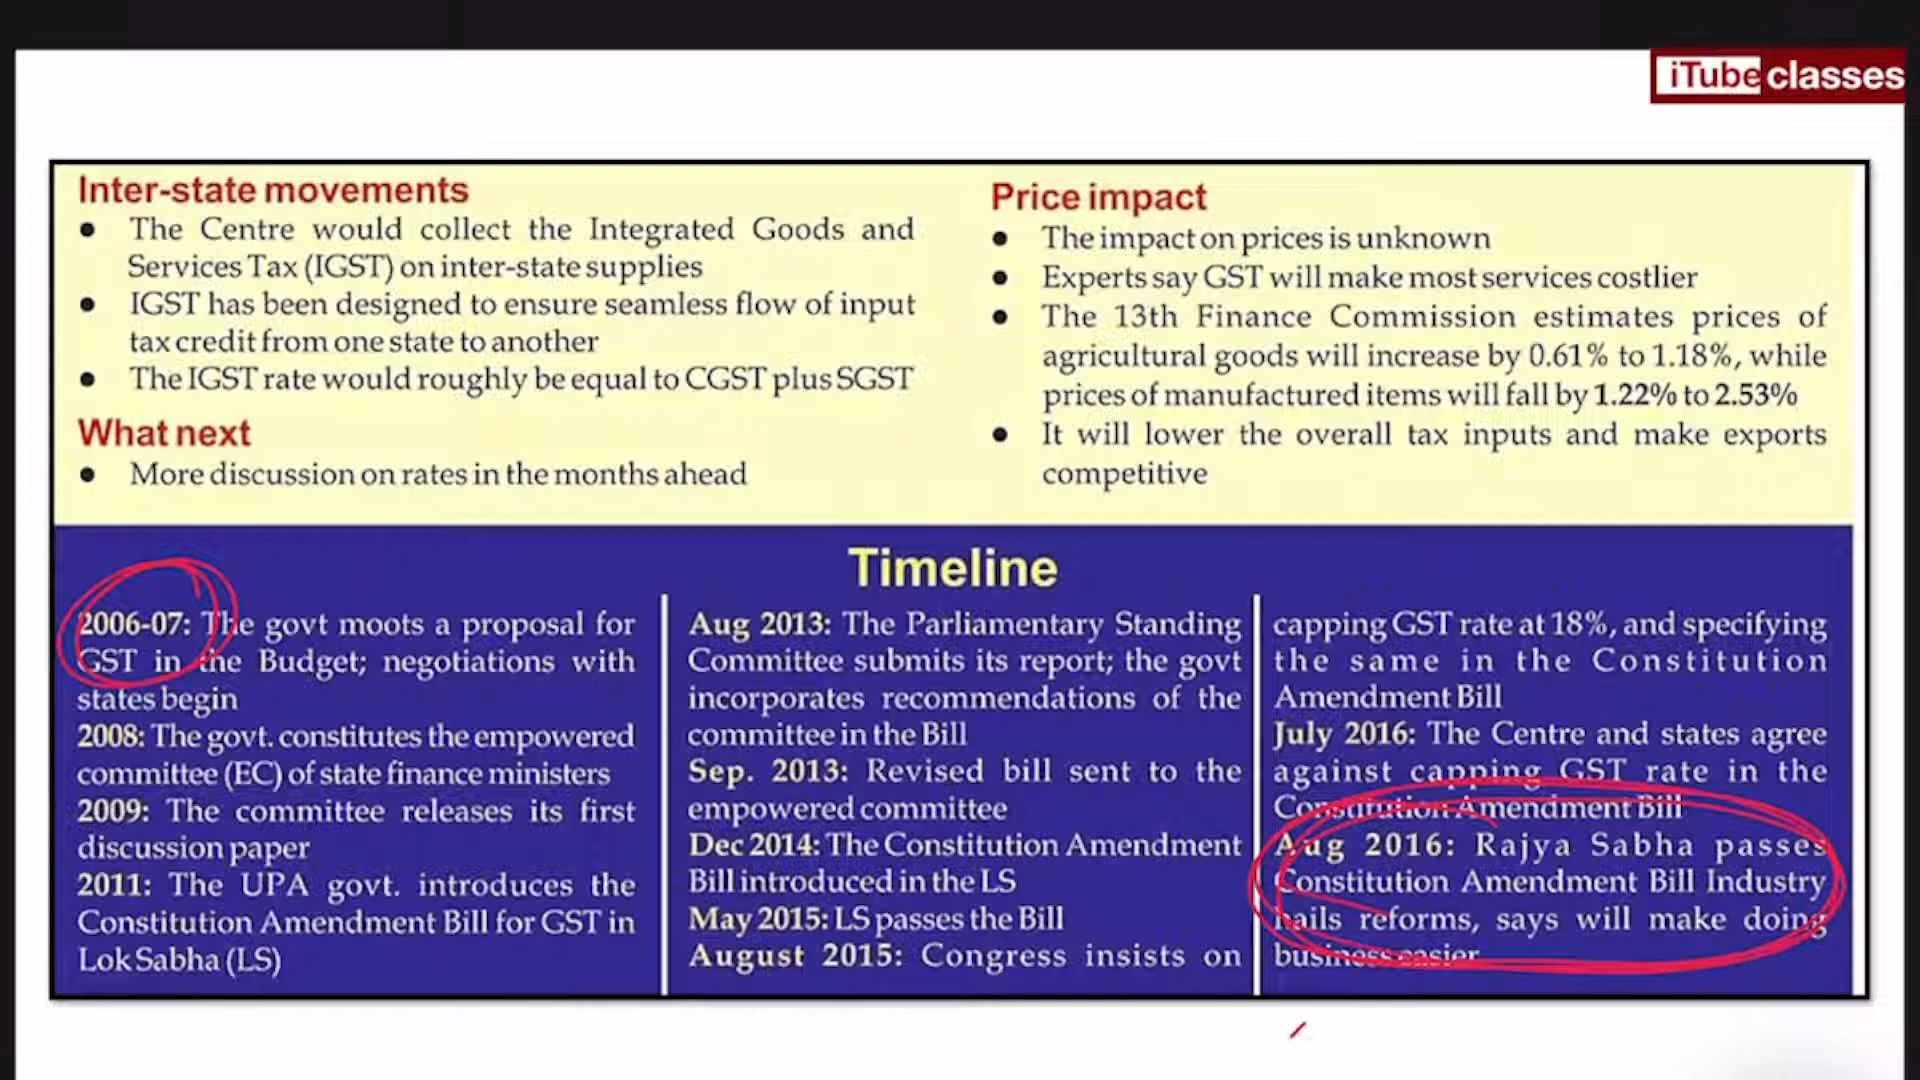 iTube classes
Inter-state movements
● The Centre would collect the Integrated Goods and
Services Tax (IGST) on inter-state supplies
● IGST has been designed to ensure seamless flow of input
tax credit from one state to another
● The IGST rate would roughly be equal to CGST plus SGST
What next
● More discussion on rates in the months ahead
Price impact
● The impact on prices is unknown
● Experts say GST will make most services costlier
● The 13th Finance Commission estimates prices of
agricultural goods will increase by 0.61% to 1.18%, while
prices of manufactured items will fall by 1.22% to 2.53%
● It will lower the overall tax inputs and make exports
competitive
Timeline
2006-07: The govt moots a proposal for
GST in the Budget; negotiations with
states begin
2008: The govt. constitutes the empowered
committee (EC) of state finance ministers
2009: The committee releases its first
discussion paper
2011: The UPA govt. introduces the
Constitution Amendment Bill for GST in
Lok Sabha (LS)
Aug 2013: The Parliamentary Standing
Committee submits its report; the govt
incorporates recommendations of the
committee in the Bill
Sep. 2013: Revised bill sent to the
empowered committee
Dec 2014: The Constitution Amendment
Bill introduced in the LS
May 2015: LS passes the Bill
August 2015: Congress insists on
capping GST rate at 18%, and specifying
the same in the Constitution
Amendment Bill
July 2016: The Centre and states agree
against capping GST rate in the
Constitution Amendment Bill
Aug 2016: Rajya Sabha passes
Constitution Amendment Bill Industry
hails reforms, says will make doing
business easier